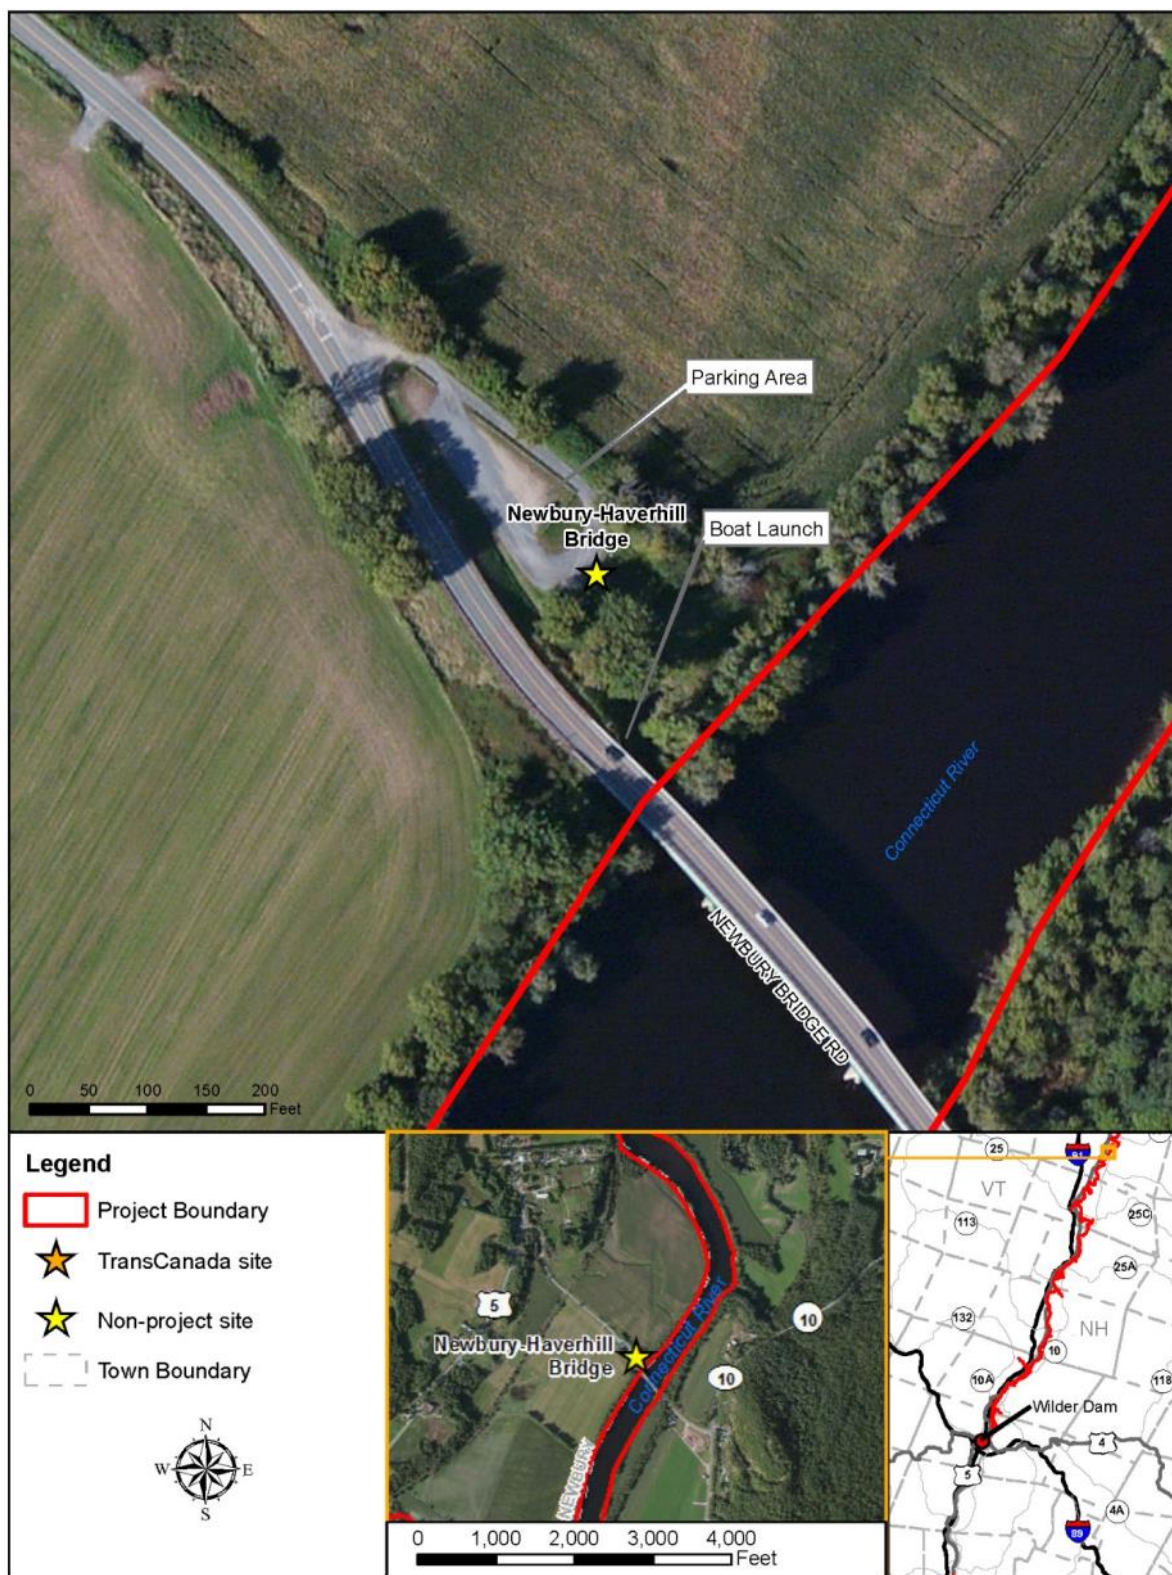 Parking Area
Newbury-Haverhill
Bridge
Boat Launch
Connecticut River
NEWBURY BRIDGE RD
0 50 100 150 200
Feet
Legend
Project Boundary
TransCanada site
Non-project site
Town Boundary
N
W E
S
5
Newbury-Haverhill
Bridge
Connecticut River
10
10
NEWBURY
0 1,000 2,000 3,000 4,000
Feet
25
91
VT
113
25C
25A
132
NH
10
10A
118
Wilder Dam
4
5
4A
89